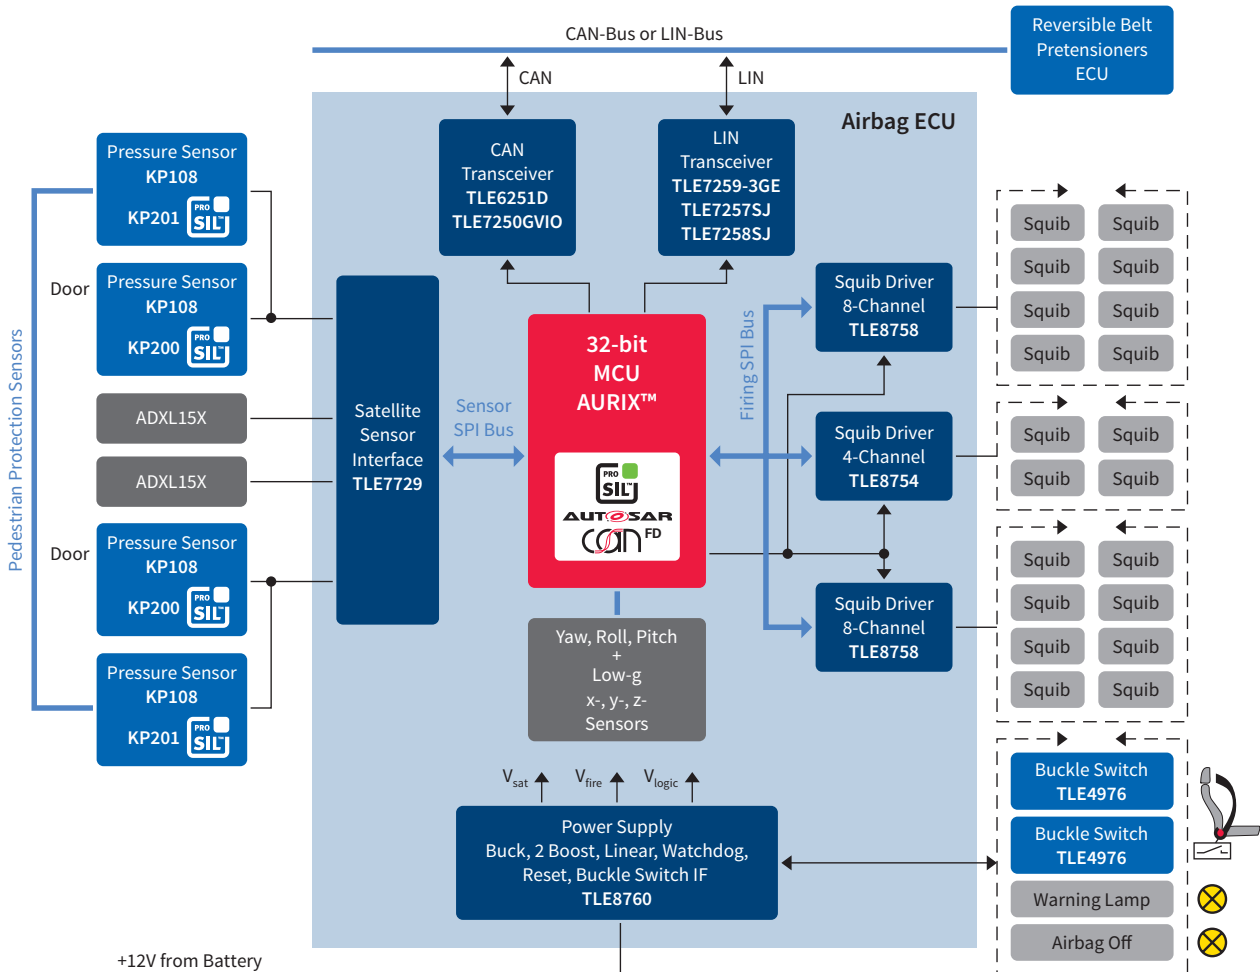 CAN-Bus or LIN-Bus
Reversible Belt
Pretensioners
ECU
CAN
LIN
Airbag ECU
CAN
Transceiver
TLE6251D
TLE7250GVIO
LIN
Transceiver
TLE7259-3GE
TLE7257SJ
TLE7258SJ
Pedestrian Protection Sensors
Pressure Sensor
KP108
KP201
PRO
SIL™
Door
Pressure Sensor
KP108
KP200
PRO
SIL™
ADXL15X
ADXL15X
Door
Pressure Sensor
KP108
KP200
PRO
SIL™
Pressure Sensor
KP108
KP201
PRO
SIL™
Satellite
Sensor
Interface
TLE7729
Sensor
SPI Bus
32-bit
MCU
AURIX™
PRO
SIL™
AUTOSAR
CAN FD
Yaw, Roll, Pitch
+
Low-g
x-, y-, z-
Sensors
Firing SPI Bus
Squib Driver
8-Channel
TLE8758
Squib Driver
4-Channel
TLE8754
Squib Driver
8-Channel
TLE8758
Squib Squib
Squib Squib
Squib Squib
Squib Squib
Squib Squib
Squib Squib
Squib Squib
Squib Squib
Squib Squib
Squib Squib
Vsat Vfire Vlogic
Power Supply
Buck, 2 Boost, Linear, Watchdog,
Reset, Buckle Switch IF
TLE8760
Buckle Switch
TLE4976
Buckle Switch
TLE4976
Warning Lamp
Airbag Off
+12V from Battery